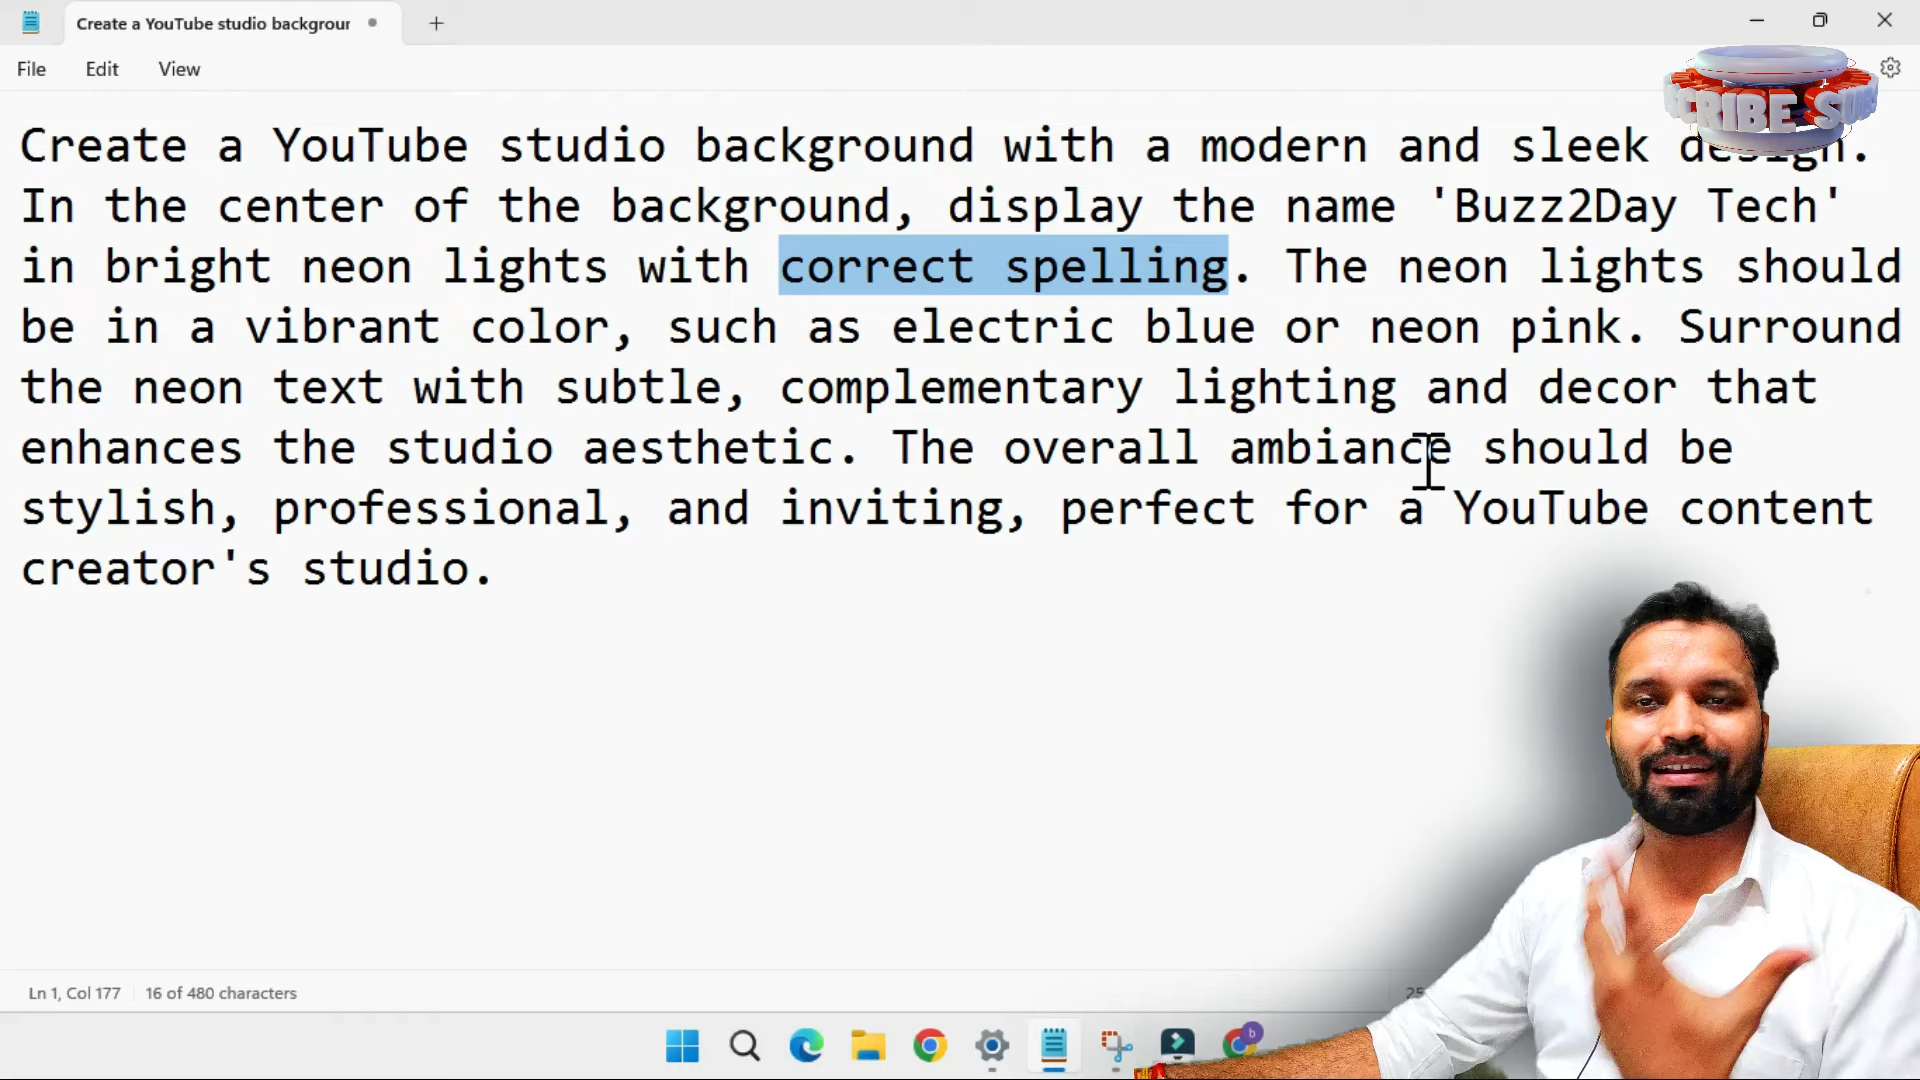 Create a YouTube studio backgrour
File Edit View
CRIBE SUB
Create a YouTube studio background with a modern and sleek design.
In the center of the background, display the name 'Buzz2Day Tech'
in bright neon lights with correct spelling. The neon lights should
be in a vibrant color, such as electric blue or neon pink. Surround
the neon text with subtle, complementary lighting and decor that
enhances the studio aesthetic. The overall ambiance should be
stylish, professional, and inviting, perfect for a YouTube content
creator's studio.
Ln 1, Col 177 16 of 480 characters
b